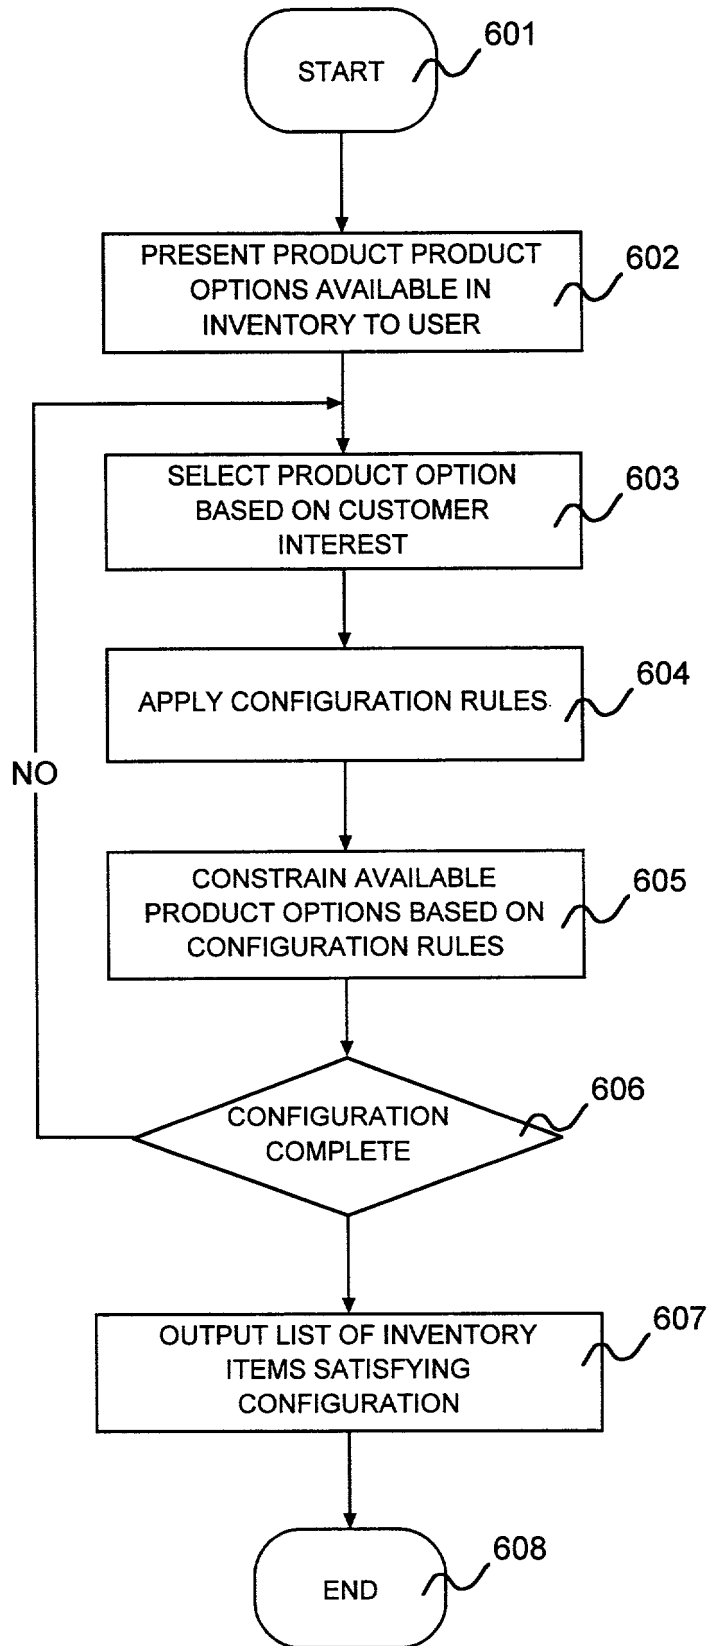 START
601
PRESENT PRODUCT PRODUCT
OPTIONS AVAILABLE IN
INVENTORY TO USER
602
SELECT PRODUCT OPTION
BASED ON CUSTOMER
INTEREST
603
APPLY CONFIGURATION RULES
604
NO
CONSTRAIN AVAILABLE
PRODUCT OPTIONS BASED ON
CONFIGURATION RULES
605
CONFIGURATION
COMPLETE
606
OUTPUT LIST OF INVENTORY
ITEMS SATISFYING
CONFIGURATION
607
END
608